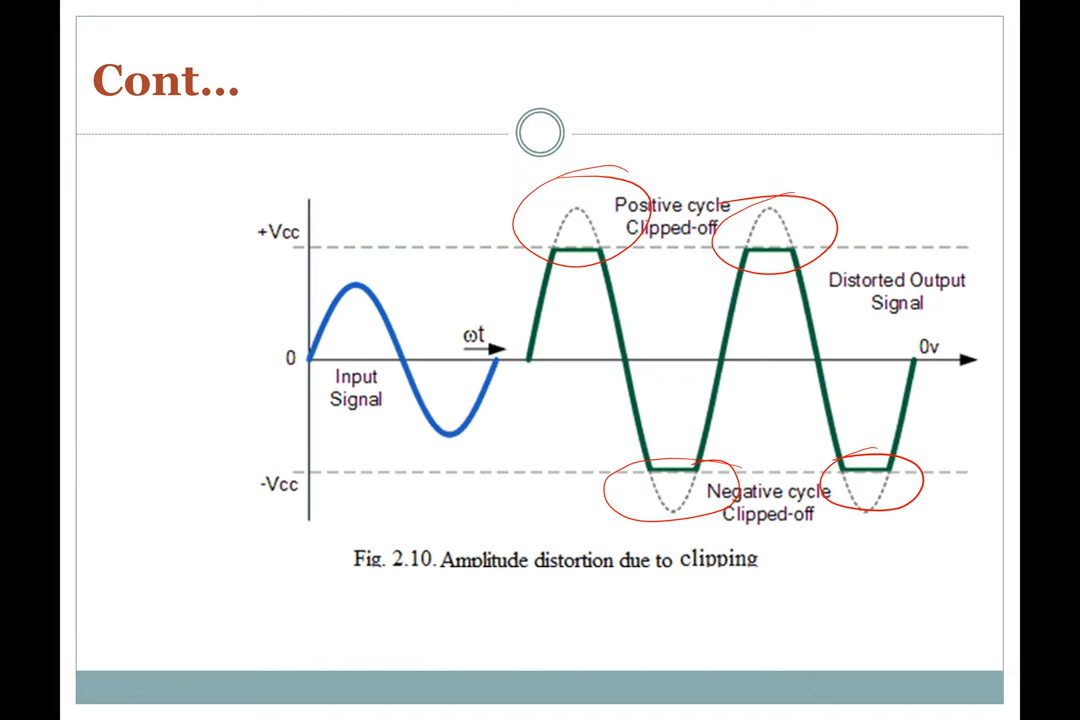 Cont...
Positive cycle
Clipped-off
+Vcc
Distorted Output
Signal
ωt
0v
0
Input
Signal
-Vcc
Negative cycle
Clipped-off
Fig. 2.10. Amplitude distortion due to clipping